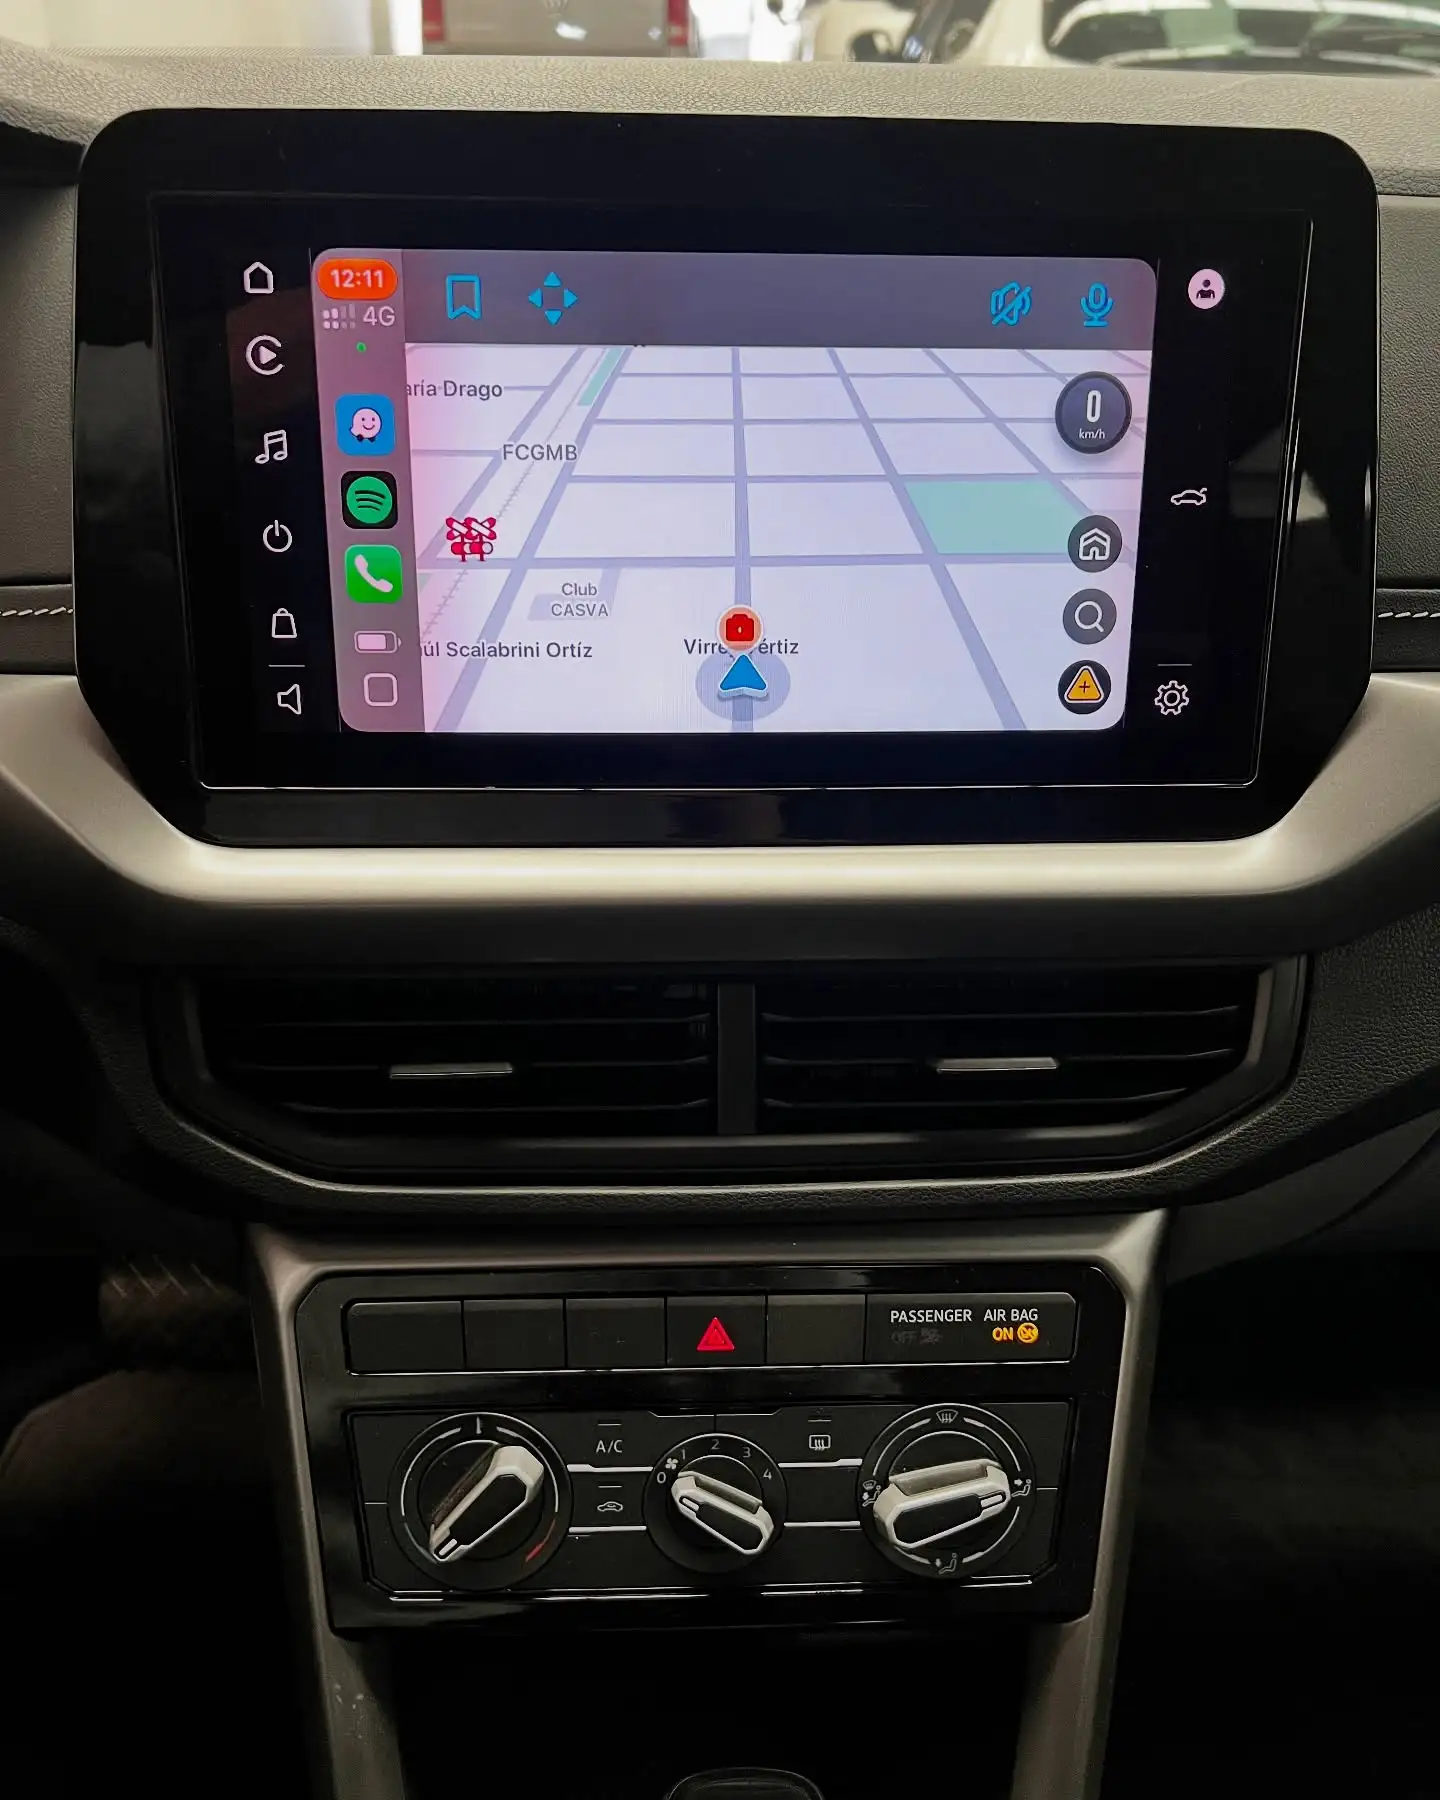 12:11
4G
aría Drago
0
km/h
FCGMB
Club
CASVA
úl Scalabrini Ortíz
Virre értiz
PASSENGER AIR BAG
OFF ON
A/C
0 1 2 3 4